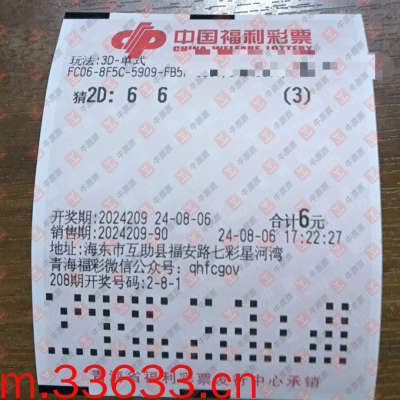 中国福利彩票
CHINA WELFARE LOTTERY
玩法:3D-单式
FC06-8F5C-5909-FB5
猜2D: 6 6 (3)
开奖期:2024209 24-08-06 合计6元
销售期:2024209-90 24-08-06 17:22:27
地址:海东市互助县福安路七彩星河湾
青海福彩微信公众号: qhfcgov
208期开奖号码:2-8-1
中心承销
m.33633.cn